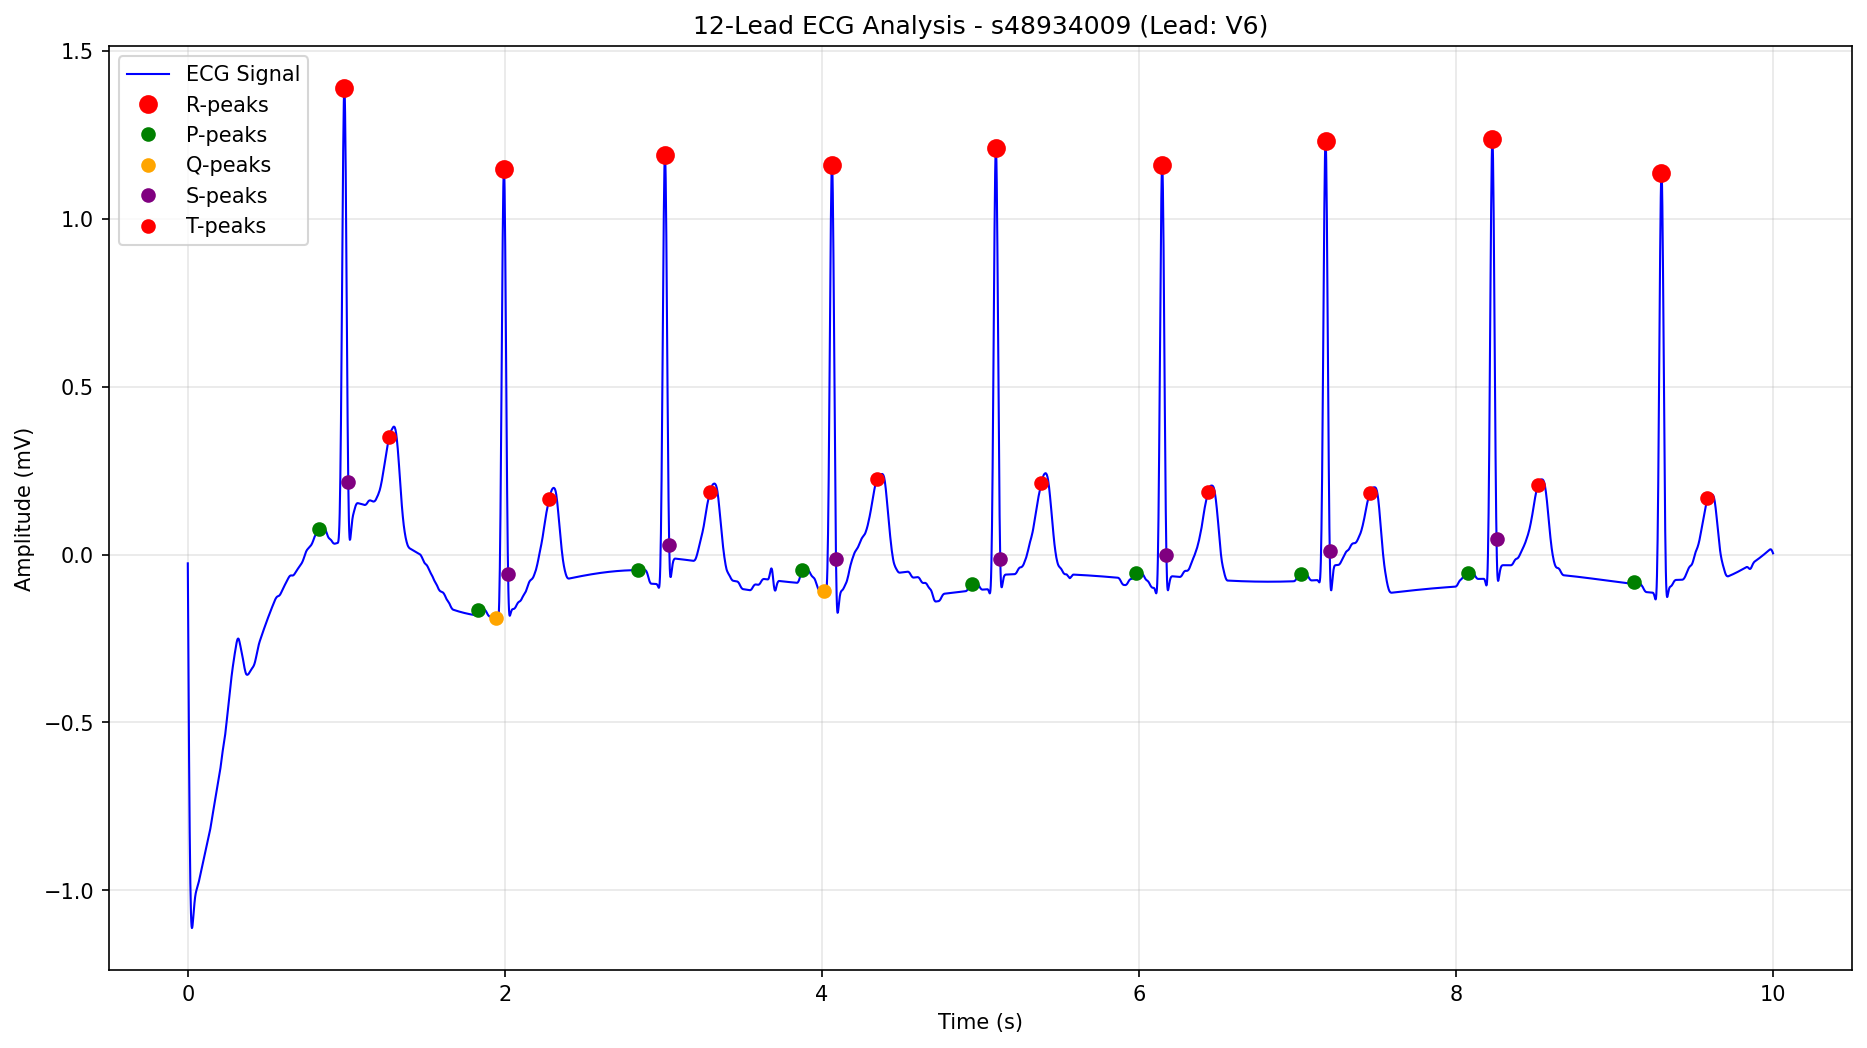 12-Lead ECG Analysis - s48934009 (Lead: V6)
ECG Signal
R-peaks
P-peaks
Q-peaks
S-peaks
T-peaks
1.5
1.0
0.5
0.0
−0.5
−1.0
Amplitude (mV)
0 2 4 6 8 10
Time (s)